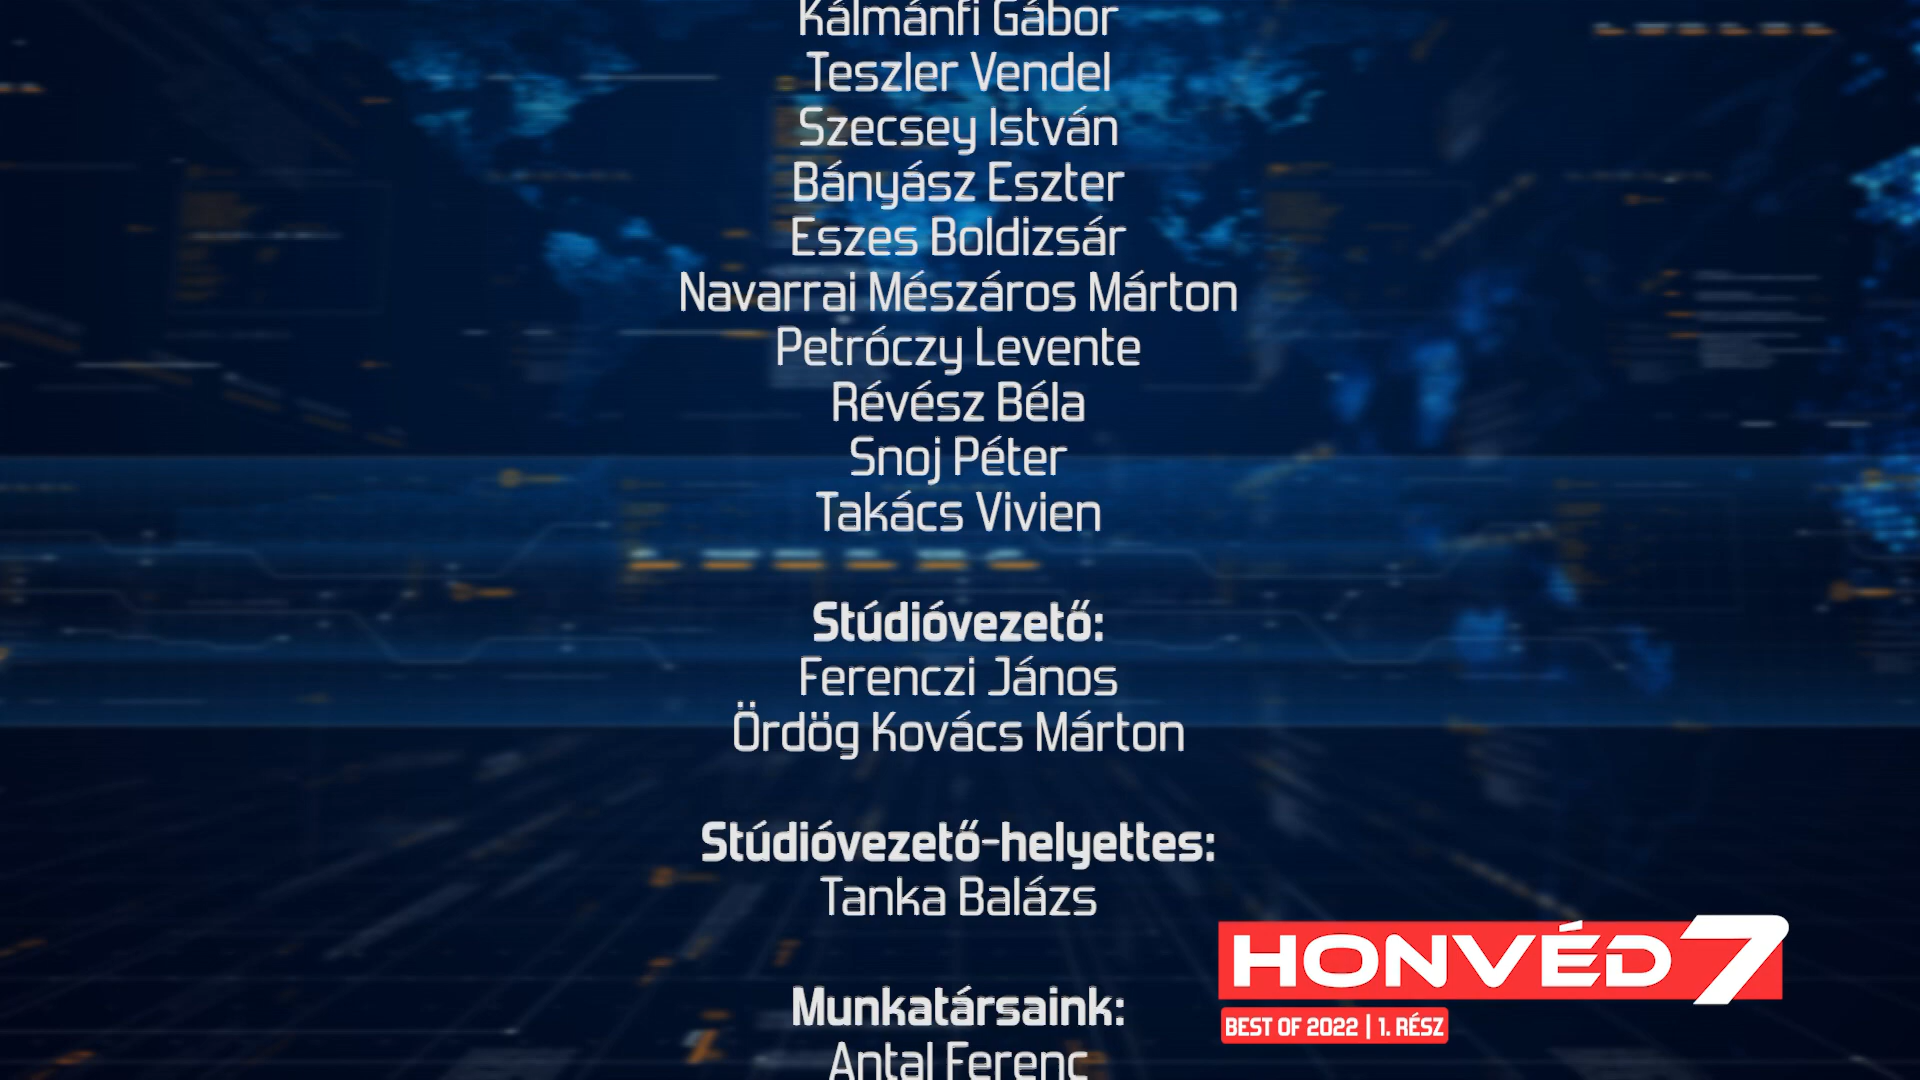 Kálmánfi Gábor
Teszler Vendel
Szecsey István
Bányász Eszter
Eszes Boldizsár
Navarrai Mészáros Márton
Petróczy Levente
Révész Béla
Snoj Péter
Takács Vivien
Stúdióvezető:
Ferenczi János
Ördög Kovács Márton
Stúdióvezető-helyettes:
Tanka Balázs
Munkatársaink:
Antal Ferenc
HONVÉD7
BEST OF 2022 | 1. RÉSZ